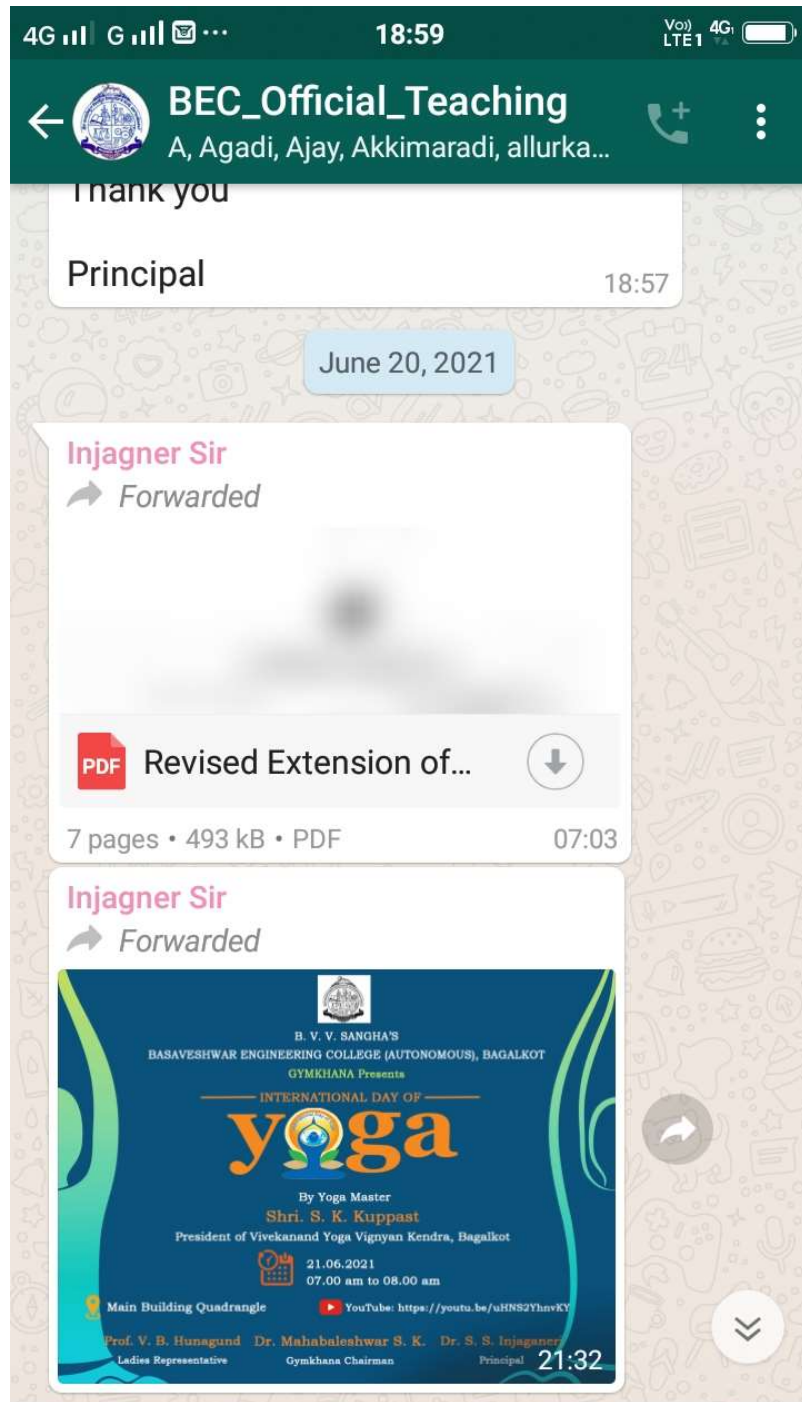 4G G ... 18:59 Vo) LTE1 4G
BEC_Official_Teaching
A, Agadi, Ajay, Akkimaradi, allurka...
Thank you
Principal
18:57
June 20, 2021
Injagner Sir
Forwarded
PDF Revised Extension of...
7 pages • 493 kB • PDF 07:03
Injagner Sir
Forwarded
B. V. V. SANGHA'S
BASAVESHWAR ENGINEERING COLLEGE (AUTONOMOUS), BAGALKOT
GYMKHANA Presents
INTERNATIONAL DAY OF
yoga
By Yoga Master
Shri. S. K. Kuppast
President of Vivekanand Yoga Vignyan Kendra, Bagalkot
21.06.2021
07.00 am to 08.00 am
Main Building Quadrangle YouTube: https://youtu.be/uHNS2YhnvKY
Prof. V. B. Hunagund Dr. Mahabaleshwar S. K. Dr. S. S. Injaganeri
Ladies Representative Gymkhana Chairman Principal 21:32